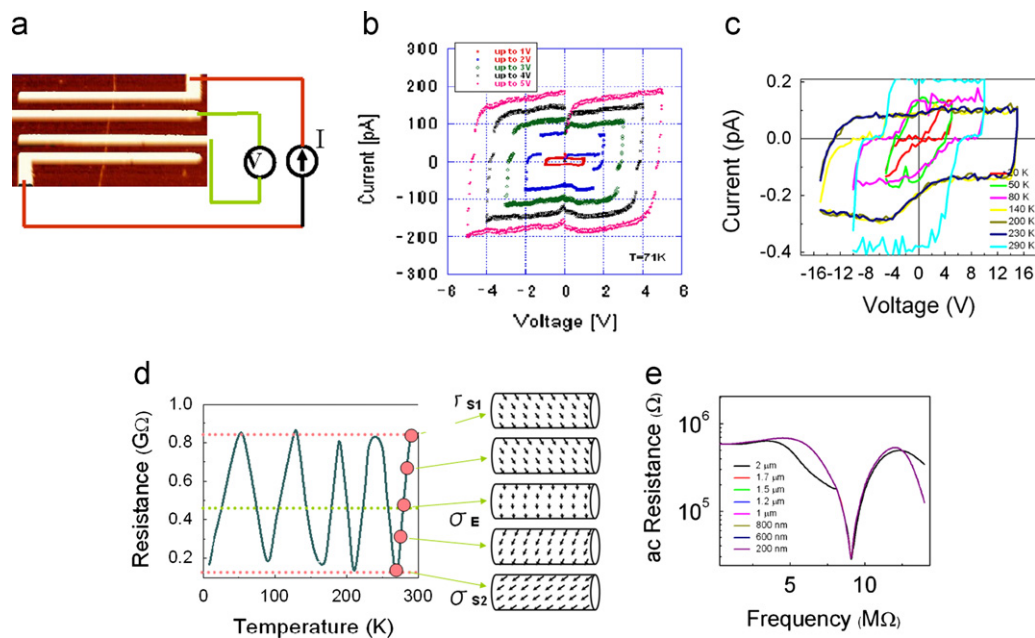 a
V
I
b
300
200
100
0
-100
-200
-300
Current [pA]
up to 1V
up to 2V
up to 3V
up to 4V
up to 5V
T=71K
-6 -4 -2 0 2 4 6
Voltage [V]
c
0.2
0.0
-0.2
-0.4
Current (pA)
20 K
50 K
80 K
140 K
200 K
230 K
290 K
-16 -12 -8 -4 0 4 8 12 16
Voltage (V)
d
1.0
0.8
0.6
0.4
0.2
Resistance (GΩ)
0 100 200 300 400
Temperature (K)
r S1
σ E
σ S2
e
10⁶
10⁵
ac Resistance (Ω)
2 μm
1.7 μm
1.5 μm
1.2 μm
1 μm
800 nm
600 nm
200 nm
5 10
Frequency (MΩ)